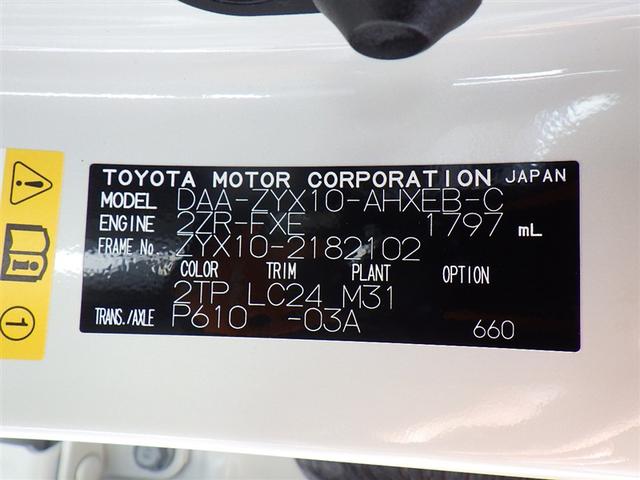 TOYOTA MOTOR CORPORATION JAPAN
MODEL DAA-ZYX10-AHXEB-C
ENGINE 2ZR-FXE 1797 mL
FRAME No. ZYX10-2182102
COLOR TRIM PLANT OPTION
2TP LC24 M31
TRANS./AXLE P610 -03A
660
1